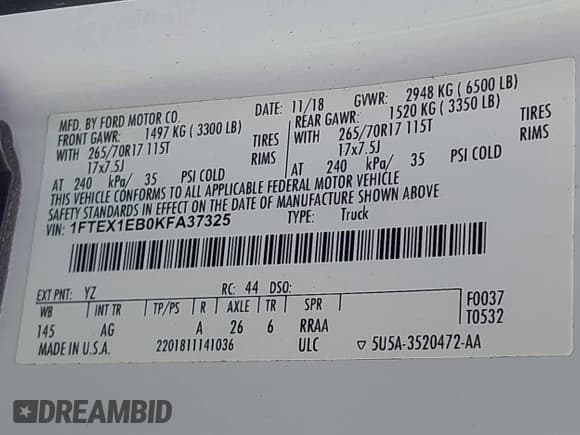 MFD. BY FORD MOTOR CO.
DATE: 11/18 GVWR: 2948 KG ( 6500 LB)
FRONT GAWR: 1497 KG ( 3300 LB)
REAR GAWR: 1520 KG ( 3350 LB)
WITH 265/70R17 115T TIRES
WITH 265/70R17 115T TIRES
17x7.5J RIMS
17x7.5J RIMS
AT 240 kPa/ 35 PSI COLD
AT 240 kPa/ 35 PSI COLD
THIS VEHICLE CONFORMS TO ALL APPLICABLE FEDERAL MOTOR VEHICLE
SAFETY STANDARDS IN EFFECT ON THE DATE OF MANUFACTURE SHOWN ABOVE
VIN: 1FTEX1EB0KFA37325 TYPE: Truck
EXT PNT: YZ RC: 44 DSO:
WB INT TR TP/PS R AXLE TR SPR F0037
145 AG A 26 6 RRAA T0532
MADE IN U.S.A. 2201811141036 ULC ▽ 5U5A-3520472-AA
DREAMBID